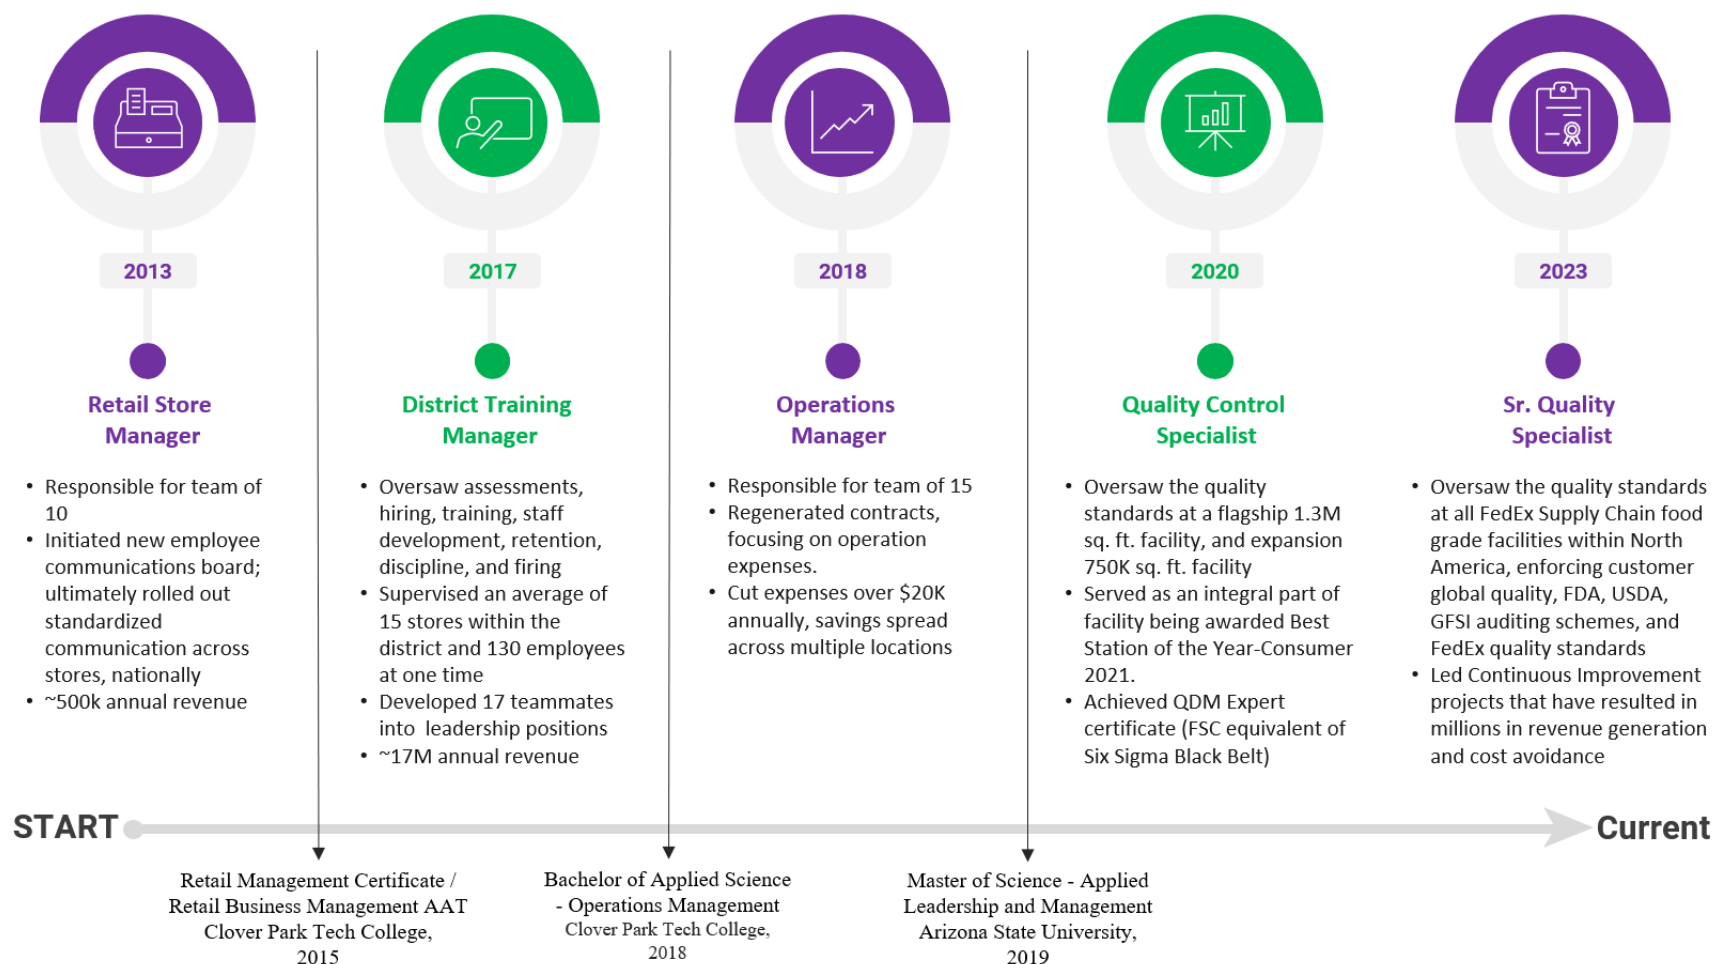 2013
2017
2018
2020
2023
Retail Store
Manager
• Responsible for team of
10
• Initiated new employee
communications board;
ultimately rolled out
standardized
communication across
stores, nationally
• ~500k annual revenue
District Training
Manager
• Oversaw assessments,
hiring, training, staff
development, retention,
discipline, and firing
• Supervised an average of
15 stores within the
district and 130 employees
at one time
• Developed 17 teammates
into leadership positions
• ~17M annual revenue
Operations
Manager
• Responsible for team of 15
• Regenerated contracts,
focusing on operation
expenses.
• Cut expenses over $20K
annually, savings spread
across multiple locations
Quality Control
Specialist
• Oversaw the quality
standards at a flagship 1.3M
sq. ft. facility, and expansion
750K sq. ft. facility
• Served as an integral part of
facility being awarded Best
Station of the Year-Consumer
2021.
• Achieved QDM Expert
certificate (FSC equivalent of
Six Sigma Black Belt)
Sr. Quality
Specialist
• Oversaw the quality standards
at all FedEx Supply Chain food
grade facilities within North
America, enforcing customer
global quality, FDA, USDA,
GFSI auditing schemes, and
FedEx quality standards
• Led Continuous Improvement
projects that have resulted in
millions in revenue generation
and cost avoidance
START
Current
Retail Management Certificate /
Retail Business Management AAT
Clover Park Tech College,
2015
Bachelor of Applied Science
- Operations Management
Clover Park Tech College,
2018
Master of Science - Applied
Leadership and Management
Arizona State University,
2019